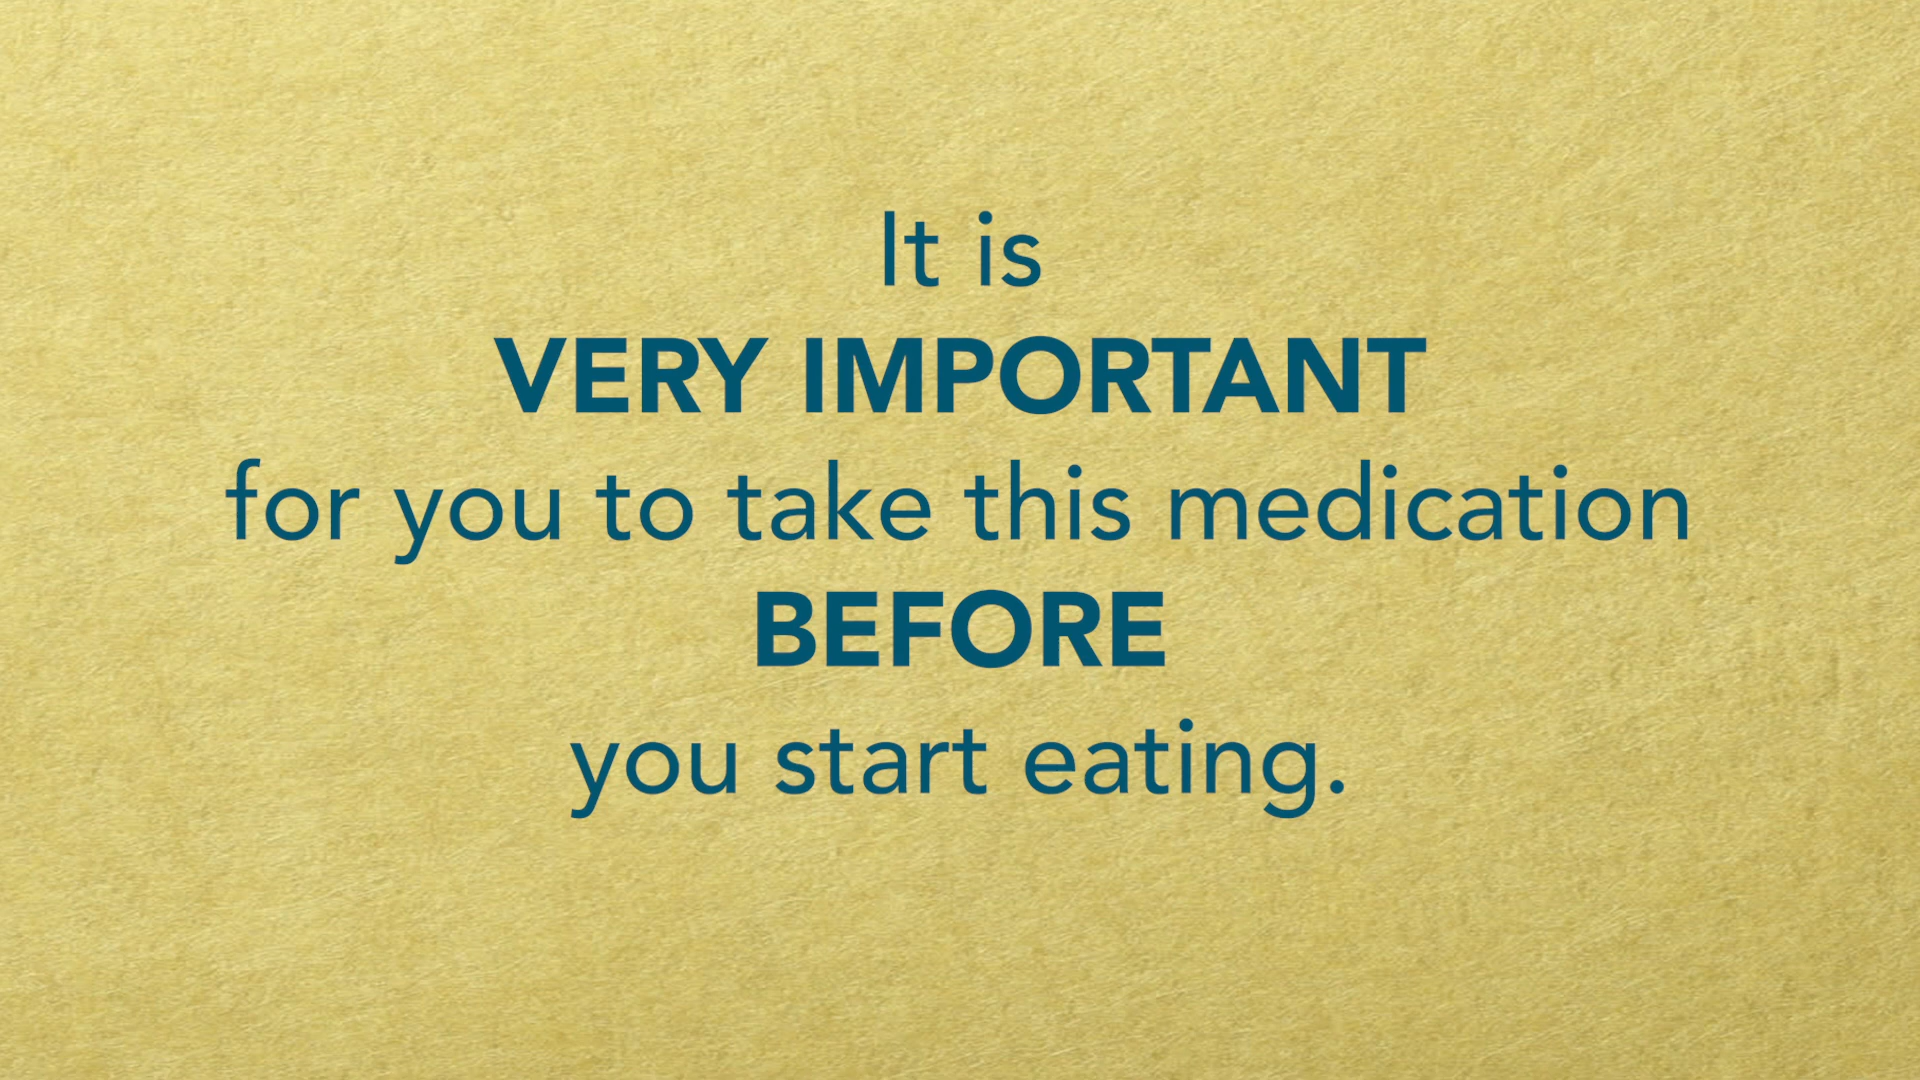 It is
VERY IMPORTANT
for you to take this medication
BEFORE
you start eating.